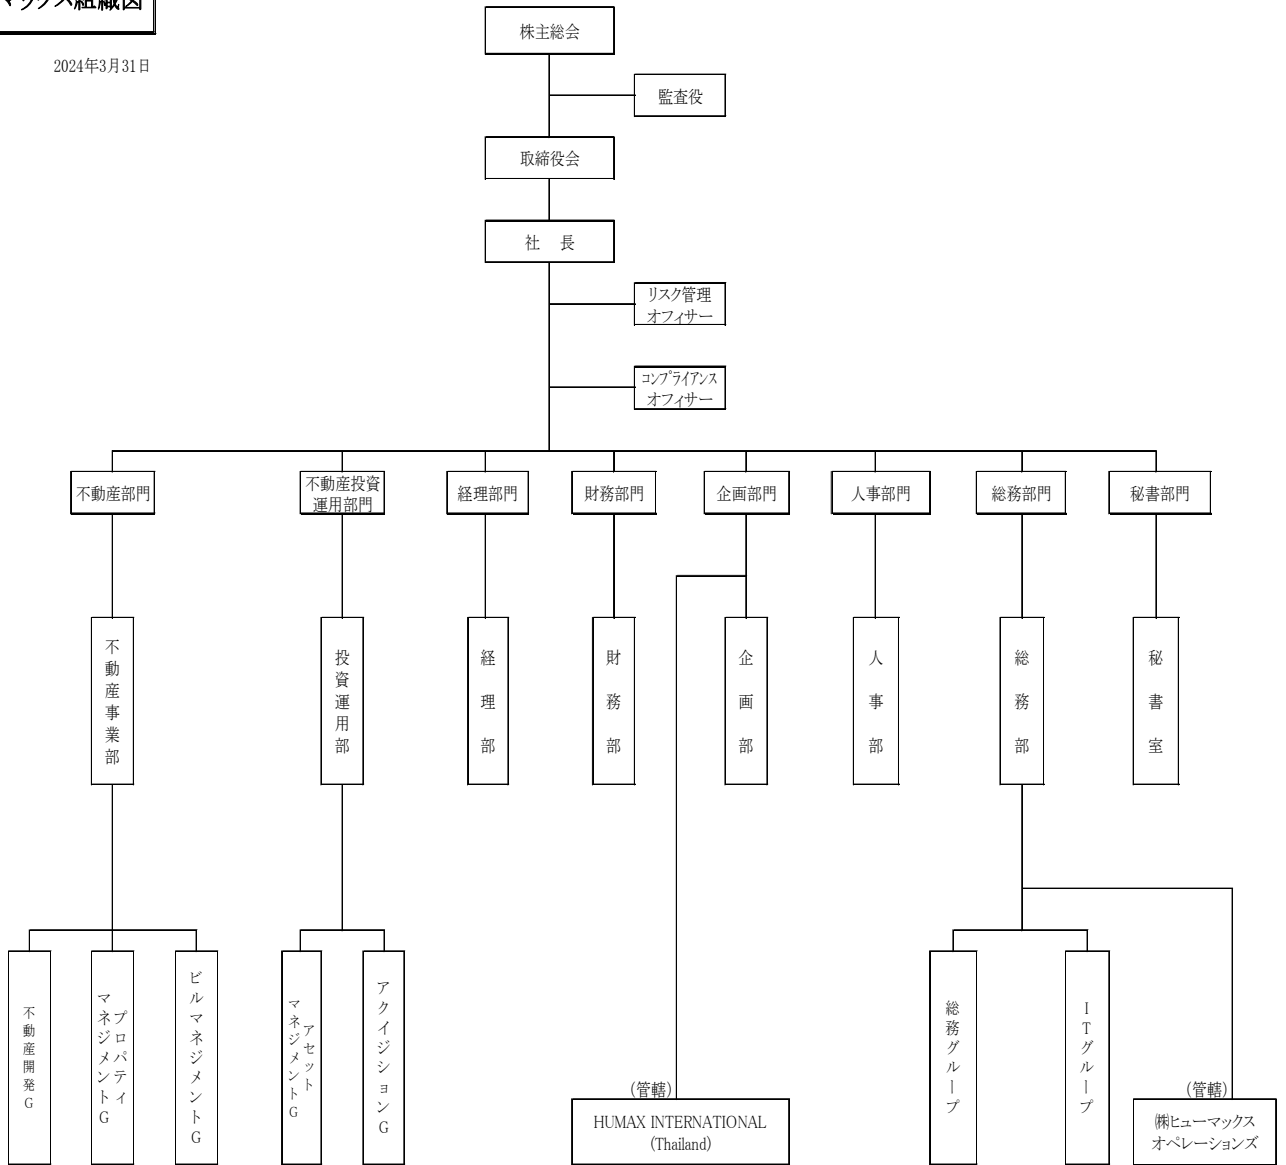 マックス組織図
2024年3月31日
株主総会
監査役
取締役会
社　長
リスク管理
オフィサー
コンプライアンス
オフィサー
不動産部門
不動産投資
運用部門
経理部門
財務部門
企画部門
人事部門
総務部門
秘書部門
不動産事業部
投資運用部
経理部
財務部
企画部
人事部
総務部
秘書室
不動産開発G
プロパティ
マネジメントG
ビルマネジメントG
アセット
マネジメントG
アクイジションG
(管轄)
HUMAX INTERNATIONAL
(Thailand)
総務グループ
ITグループ
(管轄)
㈱ヒューマックス
オペレーションズ